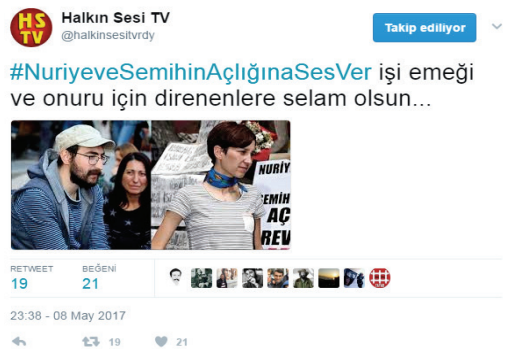 HS
TV
Halkın Sesi TV
@halkinsesitvrdy
Takip ediliyor
#NuriyeveSemihinAçlığınaSesVer işi emeği
ve onuru için direnenlere selam olsun...
NURİY
SEMİH
AÇ
REV
RETWEET
19
BEĞENİ
21
23:38 - 08 May 2017
19
21